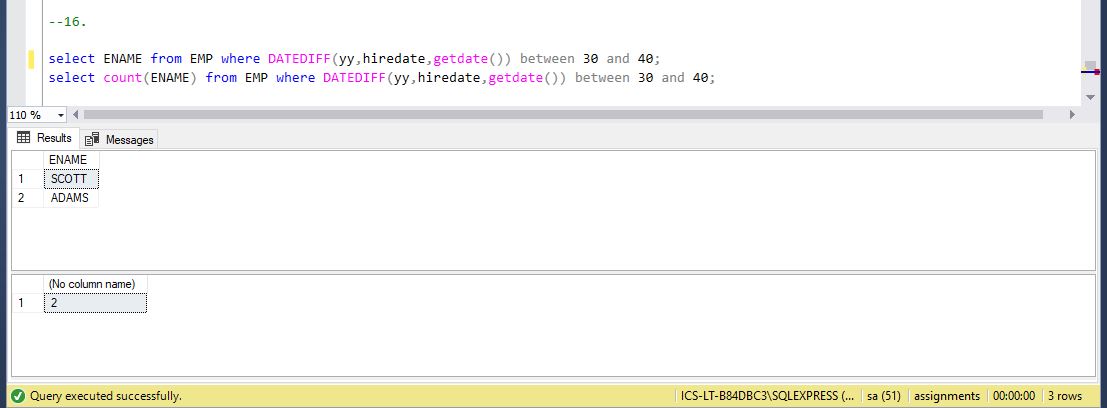 --16.
select ENAME from EMP where DATEDIFF(yy,hiredate,getdate()) between 30 and 40;
select count(ENAME) from EMP where DATEDIFF(yy,hiredate,getdate()) between 30 and 40;
110 %
Results Messages
ENAME
1 SCOTT
2 ADAMS
(No column name)
1 2
Query executed successfully. ICS-LT-B84DBC3\SQLEXPRESS (... sa (51) assignments 00:00:00 3 rows